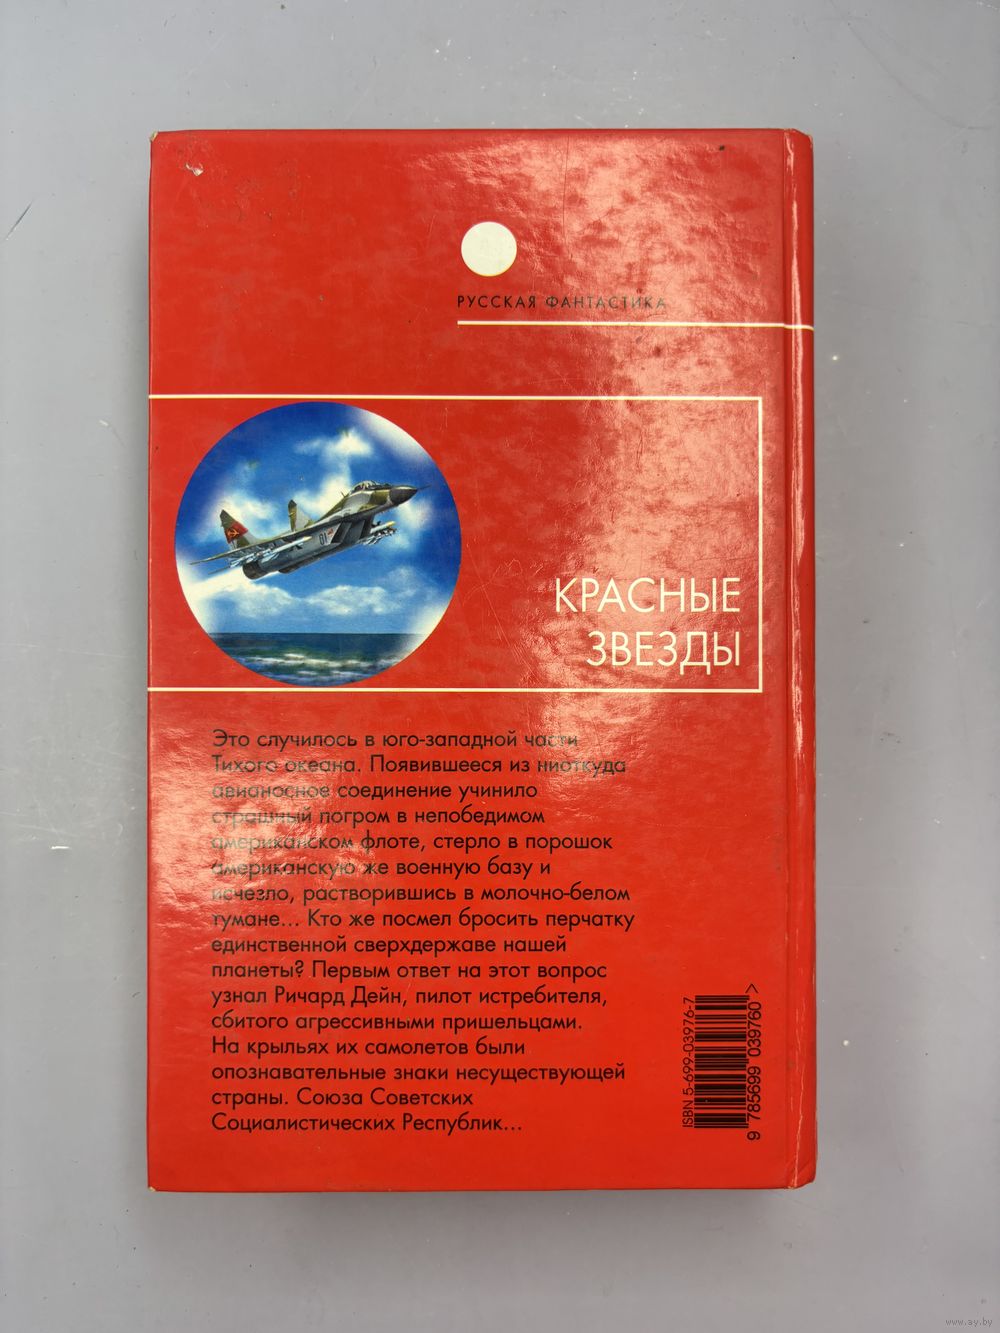 РУССКАЯ ФАНТАСТИКА
01
КРАСНЫЕ
ЗВЕЗДЫ
Это случилось в юго-западной части
Тихого океана. Появившееся из ниоткуда
авианосное соединение учинило
страшный погром в непобедимом
американском флоте, стерло в порошок
американскую же военную базу и
исчезло, растворившись в молочно-белом
тумане... Кто же посмел бросить перчатку
единственной сверхдержаве нашей
планеты? Первым ответ на этот вопрос
узнал Ричард Дейн, пилот истребителя,
сбитого агрессивными пришельцами.
На крыльях их самолетов были
опознавательные знаки несуществующей
страны. Союза Советских
Социалистических Республик...
ISBN 5-699-03976-7
9 785699 039760 >
www.ay.by